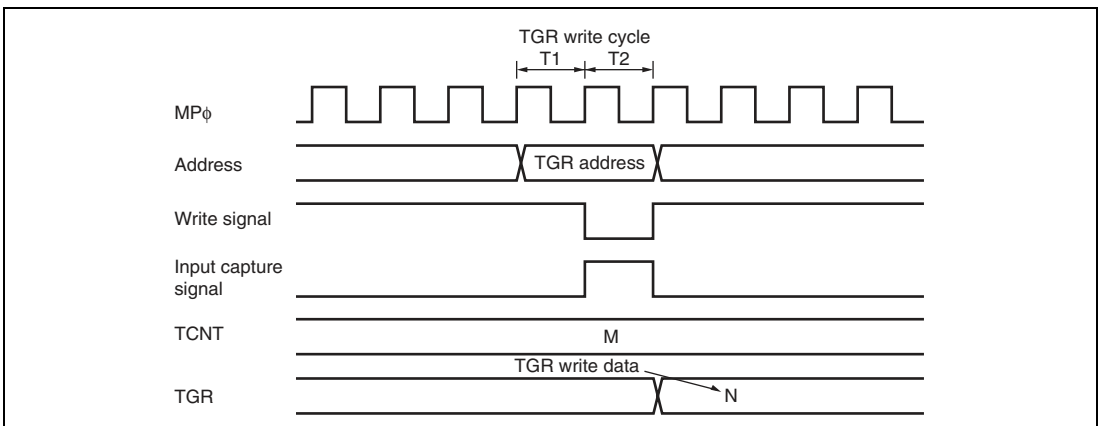 TGR write cycle
T1 T2
MPϕ
Address
TGR address
Write signal
Input capture
signal
TCNT
M
TGR write data
TGR
N